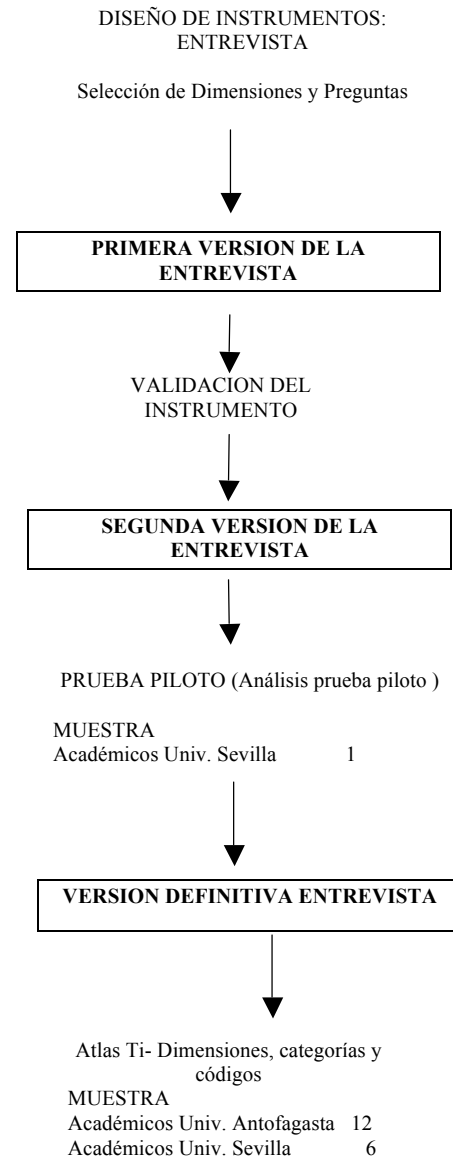 DISEÑO DE INSTRUMENTOS:
ENTREVISTA
Selección de Dimensiones y Preguntas
PRIMERA VERSION DE LA
ENTREVISTA
VALIDACION DEL
INSTRUMENTO
SEGUNDA VERSION DE LA
ENTREVISTA
PRUEBA PILOTO (Análisis prueba piloto )
MUESTRA
Académicos Univ. Sevilla 1
VERSION DEFINITIVA ENTREVISTA
Atlas Ti- Dimensiones, categorías y
códigos
MUESTRA
Académicos Univ. Antofagasta 12
Académicos Univ. Sevilla 6